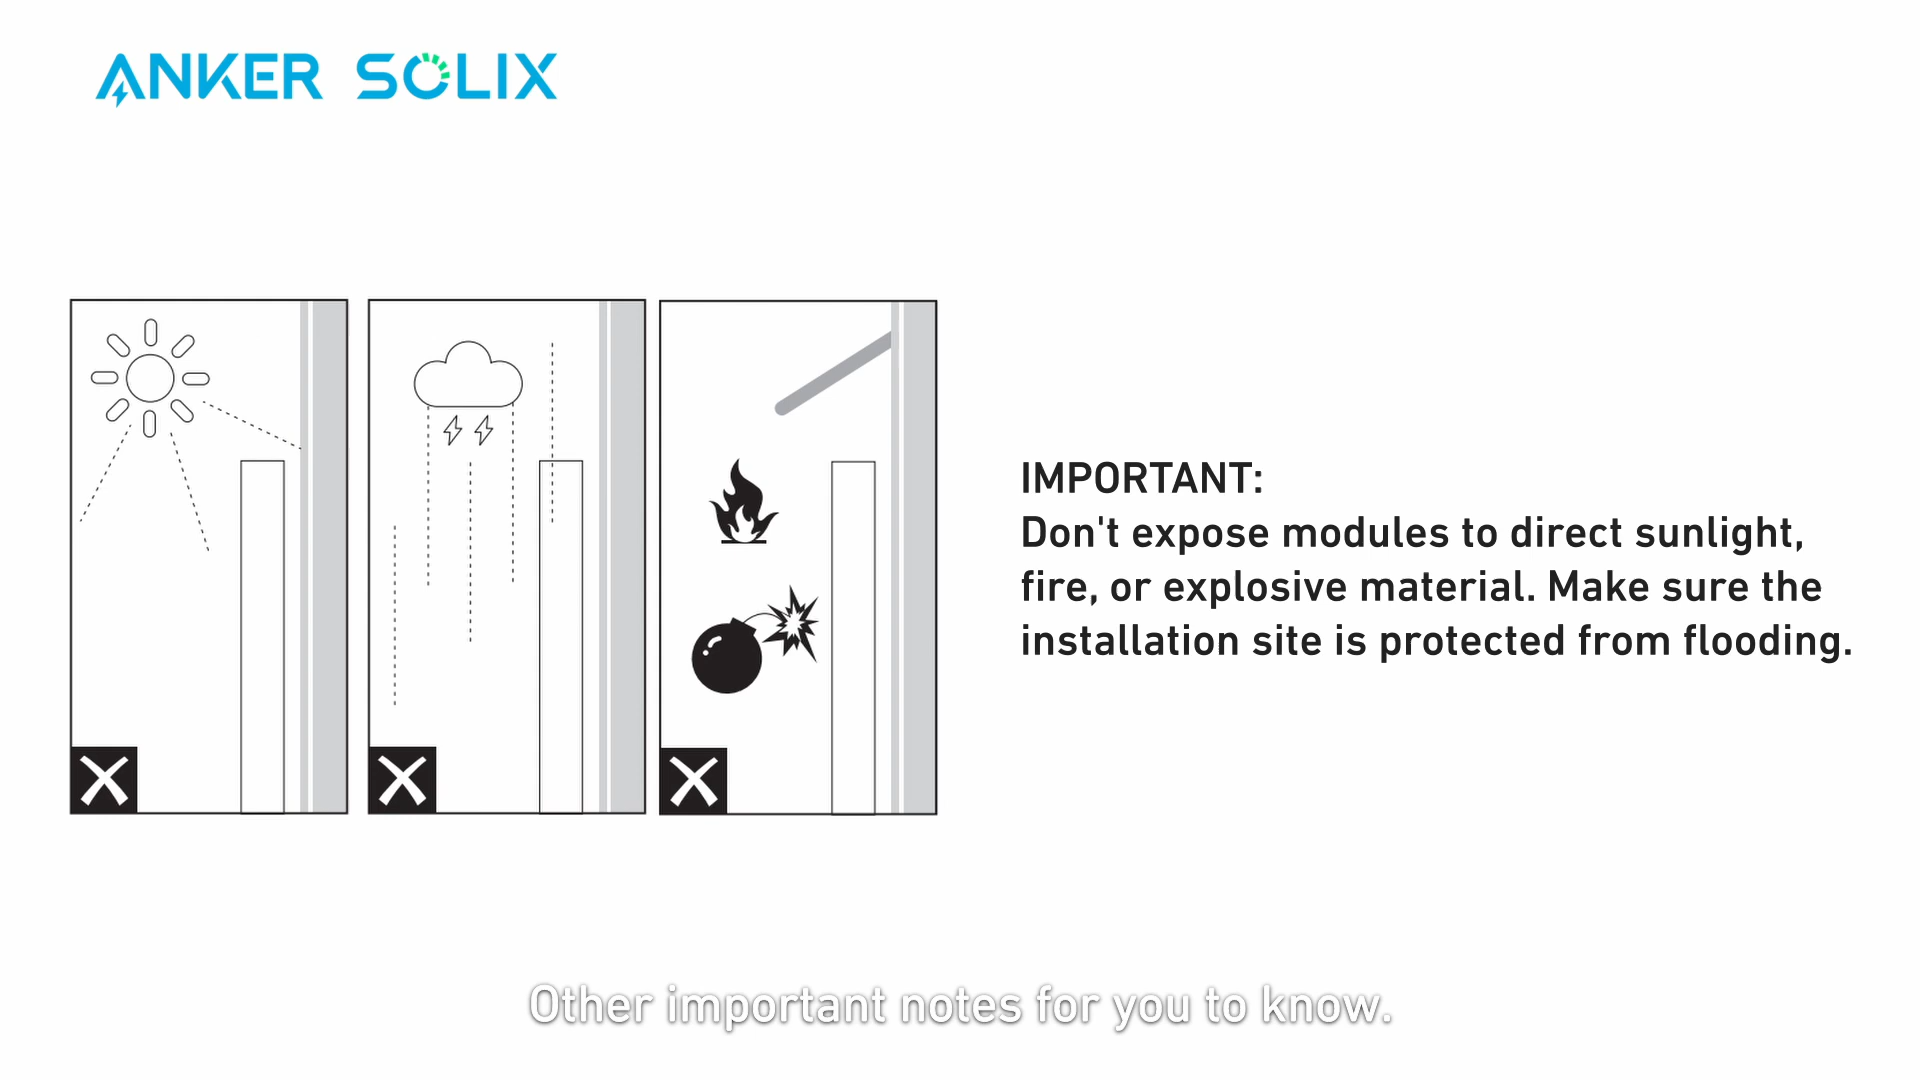 ANKER SOLIX
IMPORTANT:
Don't expose modules to direct sunlight,
fire, or explosive material. Make sure the
installation site is protected from flooding.
Other important notes for you to know.